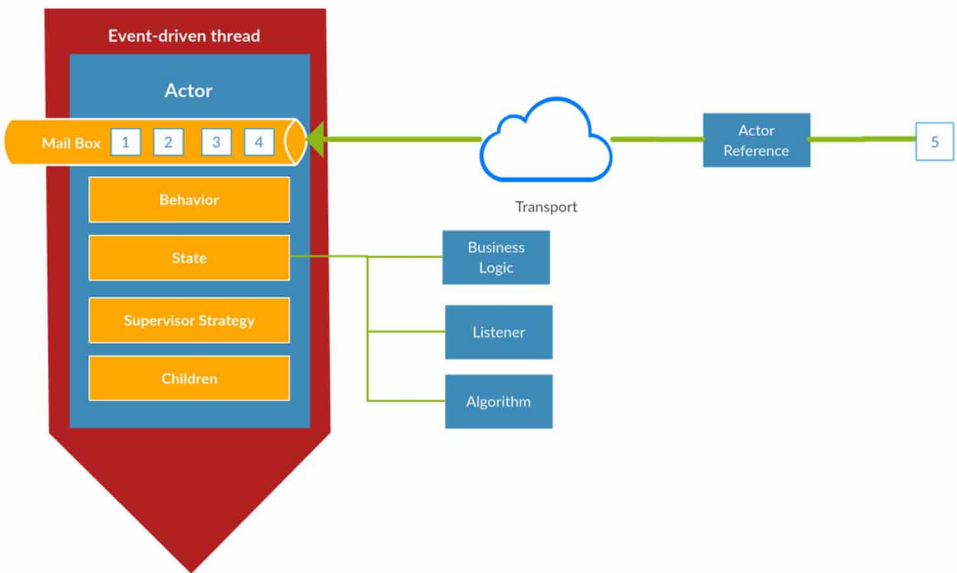 Event-driven thread
Actor
Mail Box 1 2 3 4
Actor
Reference
5
Transport
Behavior
State
Supervisor Strategy
Children
Business
Logic
Listener
Algorithm